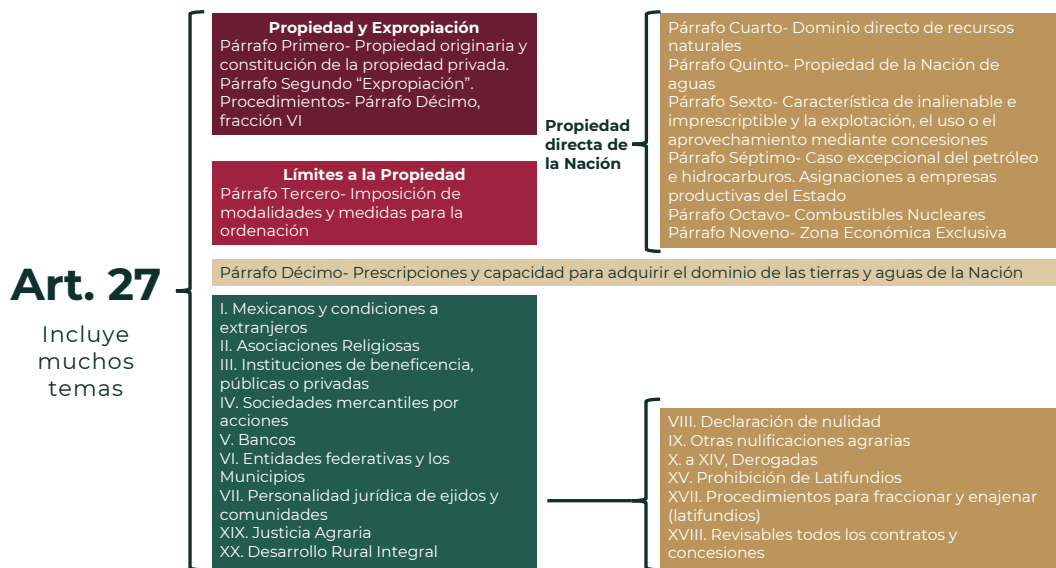 Art. 27
Incluye
muchos
temas
Propiedad y Expropiación
Párrafo Primero- Propiedad originaria y
constitución de la propiedad privada.
Párrafo Segundo “Expropiación”.
Procedimientos- Párrafo Décimo,
fracción VI
Límites a la Propiedad
Párrafo Tercero- Imposición de
modalidades y medidas para la
ordenación
Propiedad
directa de
la Nación
Párrafo Cuarto- Dominio directo de recursos
naturales
Párrafo Quinto- Propiedad de la Nación de
aguas
Párrafo Sexto- Característica de inalienable e
imprescriptible y la explotación, el uso o el
aprovechamiento mediante concesiones
Párrafo Séptimo- Caso excepcional del petróleo
e hidrocarburos. Asignaciones a empresas
productivas del Estado
Párrafo Octavo- Combustibles Nucleares
Párrafo Noveno- Zona Económica Exclusiva
Párrafo Décimo- Prescripciones y capacidad para adquirir el dominio de las tierras y aguas de la Nación
I. Mexicanos y condiciones a
extranjeros
II. Asociaciones Religiosas
III. Instituciones de beneficencia,
públicas o privadas
IV. Sociedades mercantiles por
acciones
V. Bancos
VI. Entidades federativas y los
Municipios
VII. Personalidad jurídica de ejidos y
comunidades
XIX. Justicia Agraria
XX. Desarrollo Rural Integral
VIII. Declaración de nulidad
IX. Otras nulificaciones agrarias
X. a XIV, Derogadas
XV. Prohibición de Latifundios
XVII. Procedimientos para fraccionar y enajenar
(latifundios)
XVIII. Revisables todos los contratos y
concesiones